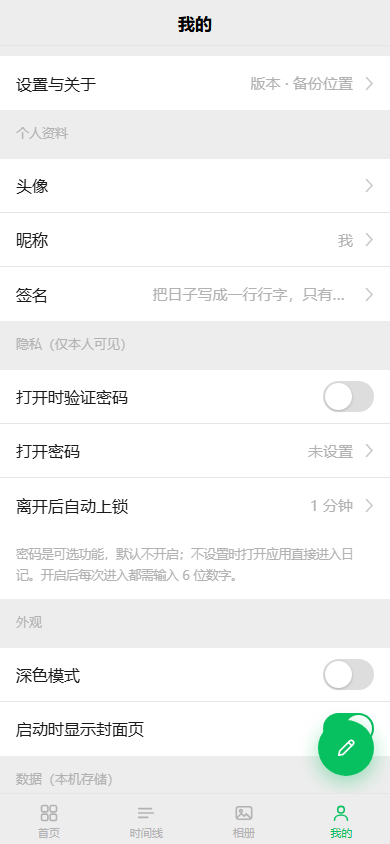 我的
设置与关于
版本 · 备份位置
个人资料
头像
昵称
我
签名
把日子写成一行行字，只有...
隐私（仅本人可见）
打开时验证密码
打开密码
未设置
离开后自动上锁
1 分钟
密码是可选功能，默认不开启；不设置时打开应用直接进入日
记。开启后每次进入都需输入 6 位数字。
外观
深色模式
启动时显示封面页
数据（本机存储）
首页
时间线
相册
我的